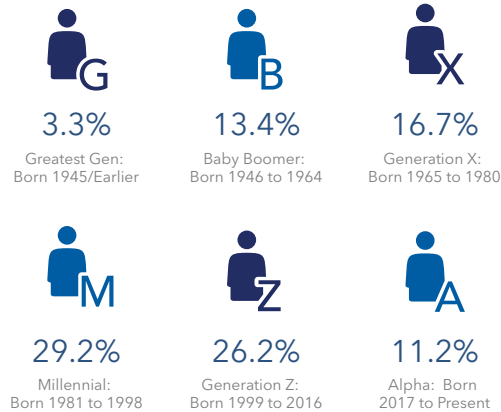 G
3.3%
Greatest Gen:
Born 1945/Earlier
B
13.4%
Baby Boomer:
Born 1946 to 1964
X
16.7%
Generation X:
Born 1965 to 1980
M
29.2%
Millennial:
Born 1981 to 1998
Z
26.2%
Generation Z:
Born 1999 to 2016
A
11.2%
Alpha: Born
2017 to Present